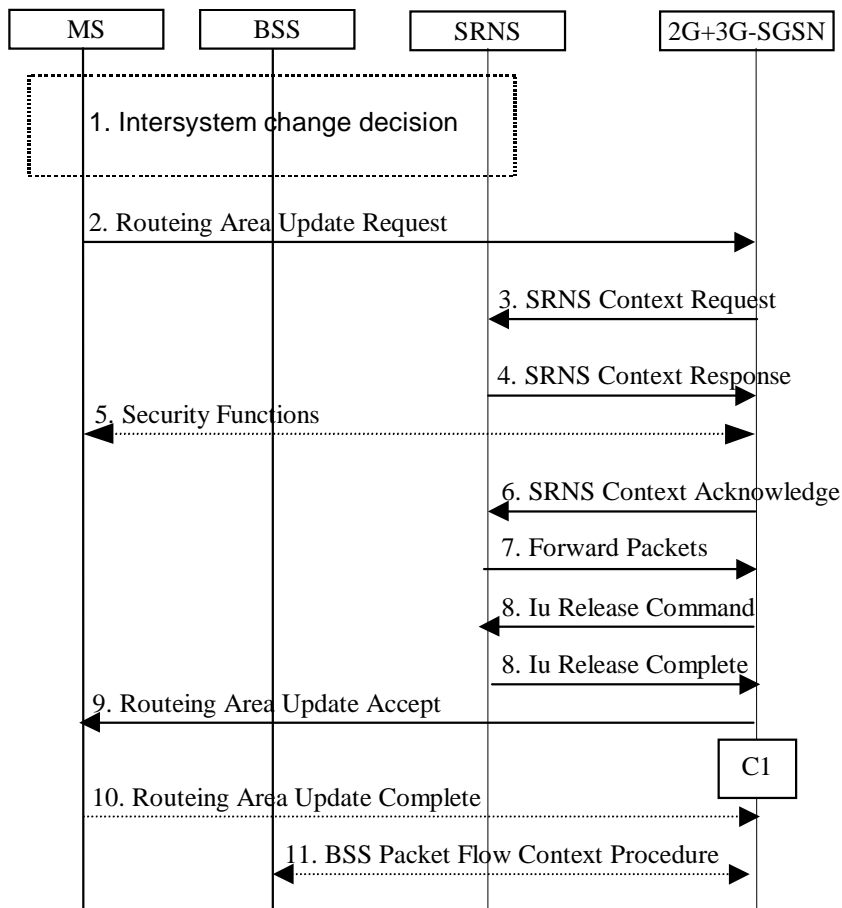 MS
BSS
SRNS
2G+3G-SGSN
1. Intersystem change decision
2. Routeing Area Update Request
3. SRNS Context Request
4. SRNS Context Response
5. Security Functions
6. SRNS Context Acknowledge
7. Forward Packets
8. Iu Release Command
8. Iu Release Complete
9. Routeing Area Update Accept
C1
10. Routeing Area Update Complete
11. BSS Packet Flow Context Procedure